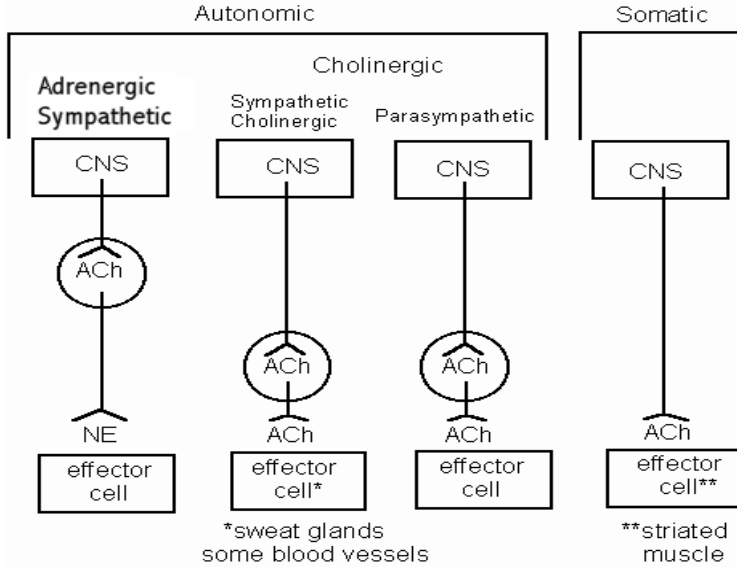 Autonomic
Somatic
Cholinergic
Adrenergic
Sympathetic
Sympathetic
Cholinergic
Parasympathetic
CNS
CNS
CNS
CNS
ACh
ACh
ACh
NE
ACh
ACh
ACh
effector
cell
effector
cell*
effector
cell
effector
cell**
*sweat glands
some blood vessels
**striated
muscle